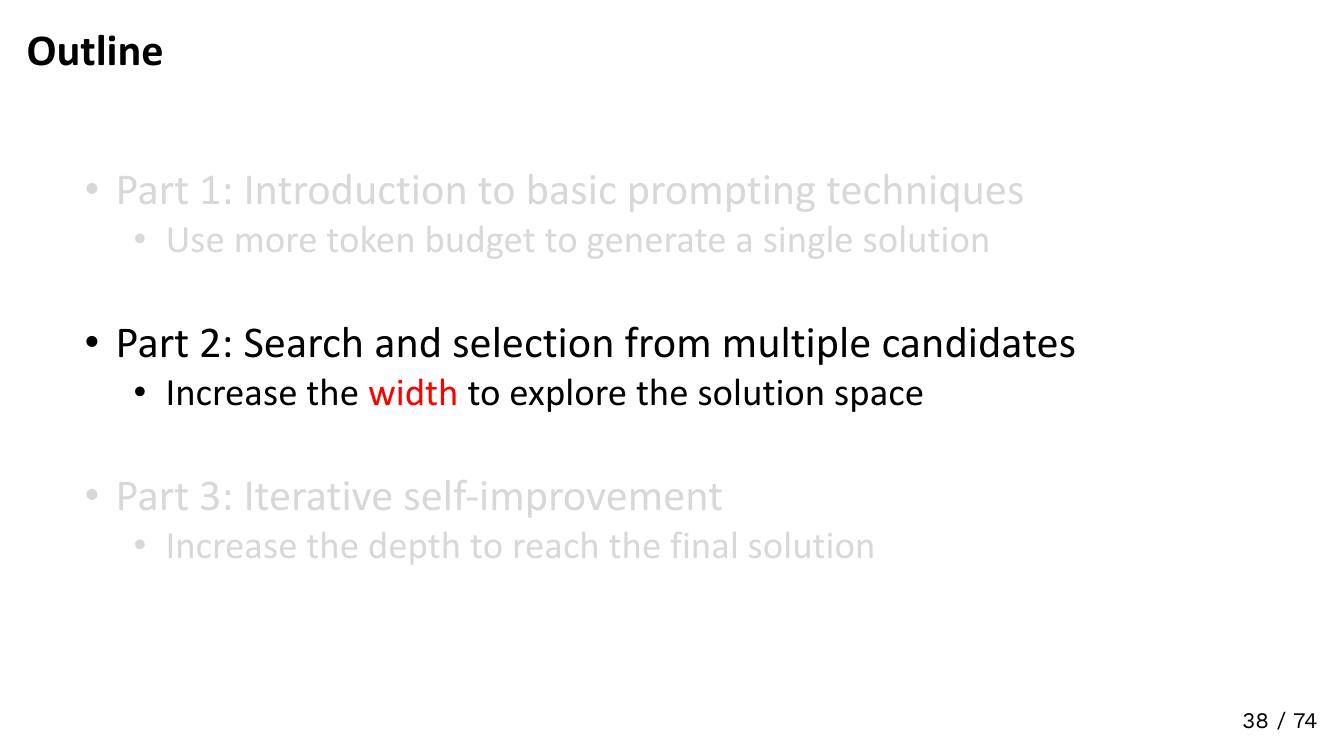 Outline
• Part 1: Introduction to basic prompting techniques
• Use more token budget to generate a single solution
• Part 2: Search and selection from multiple candidates
• Increase the width to explore the solution space
• Part 3: Iterative self-improvement
• Increase the depth to reach the final solution
38 / 74